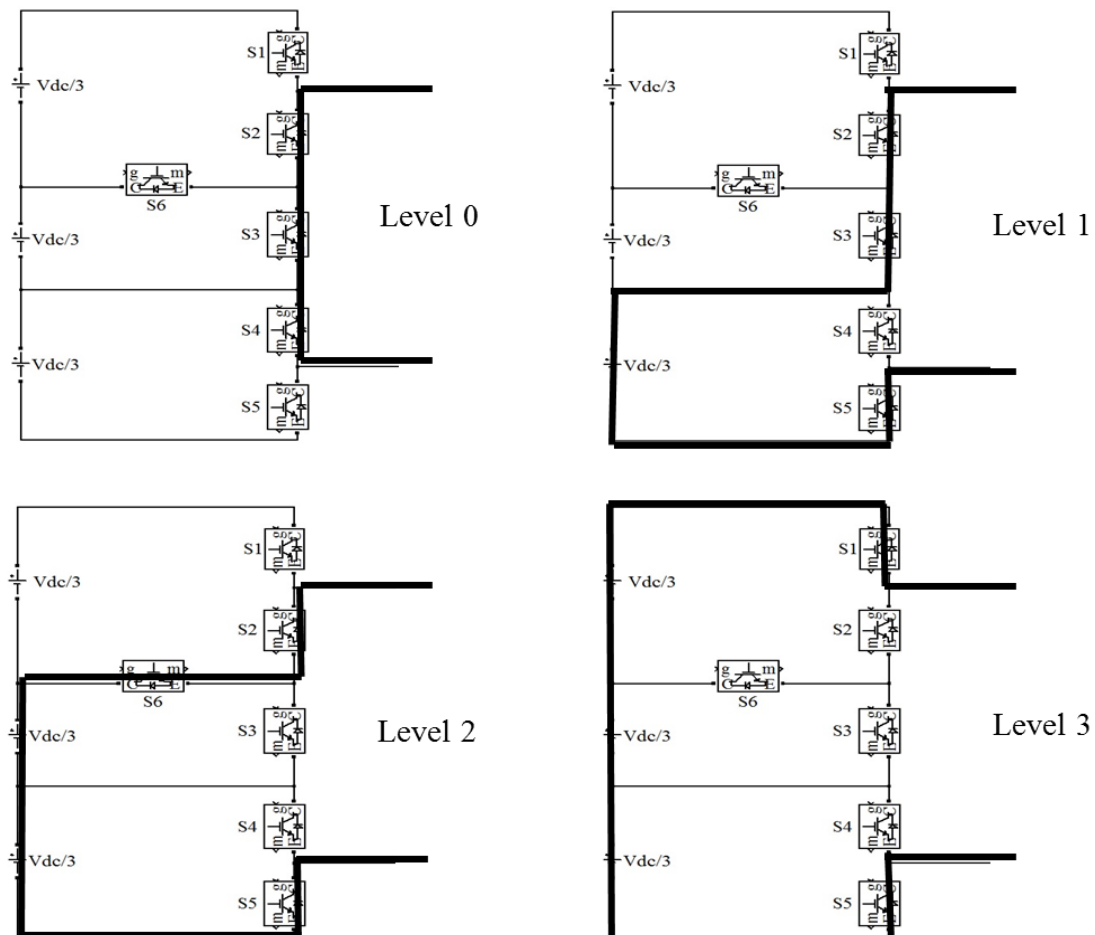 S1
Vdc/3
S2
g m
C E
S6
S3
Level 0
Vdc/3
S4
Vdc/3
S5
S1
Vdc/3
S2
g m
C E
S6
S3
Level 1
Vdc/3
S4
Vdc/3
S5
S1
Vdc/3
S2
g m
C E
S6
S3
Level 2
Vdc/3
S4
Vdc/3
S5
S1
Vdc/3
S2
g m
C E
S6
S3
Level 3
Vdc/3
S4
Vdc/3
S5